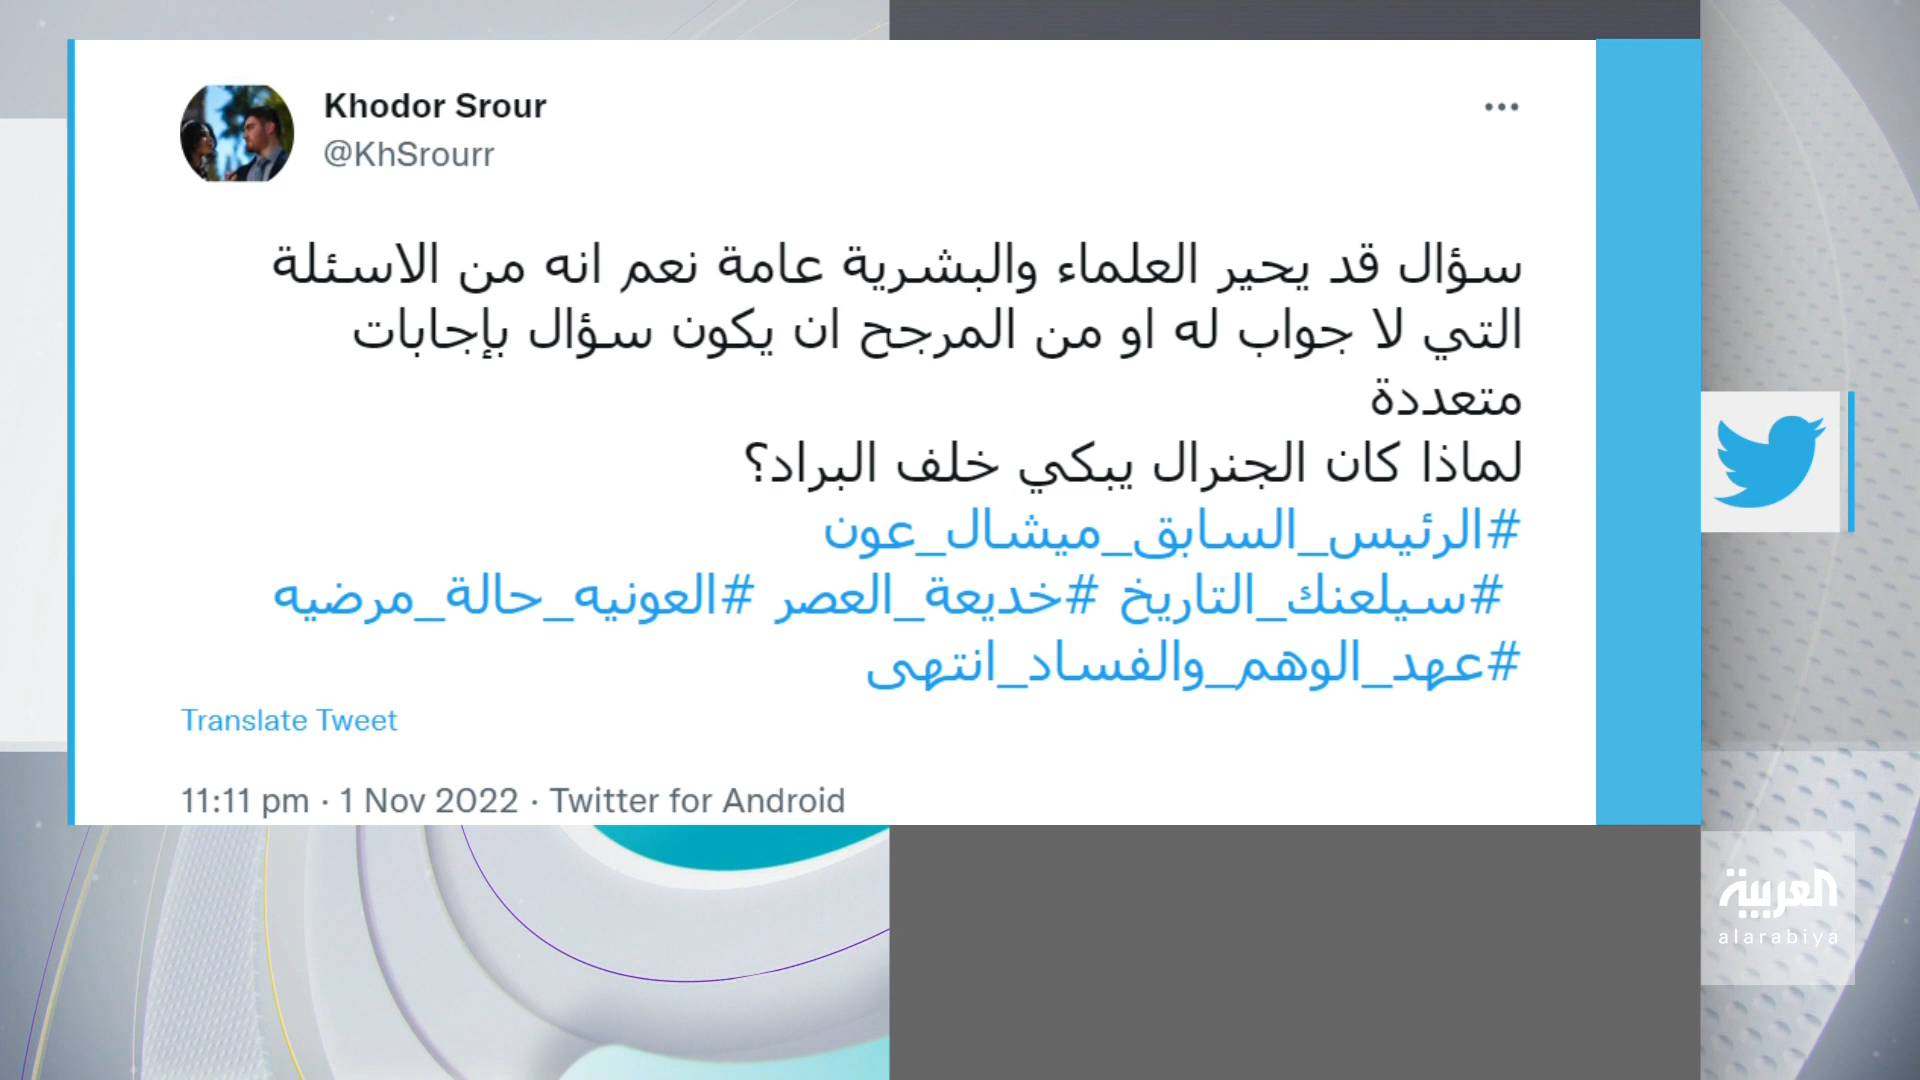 Khodor Srour
@KhSrourr
سؤال قد يحير العلماء والبشرية عامة نعم انه من الاسئلة
التي لا جواب له او من المرجح ان يكون سؤال بإجابات
متعددة
لماذا كان الجنرال يبكي خلف البراد؟
#الرئيس_السابق_ميشال_عون
#سيلعنك_التاريخ #خديعة_العصر #العونيه_حالة_مرضيه
#عهد_الوهم_والفساد_انتهى
Translate Tweet
11:11 pm · 1 Nov 2022 · Twitter for Android
العربية
alarabiya